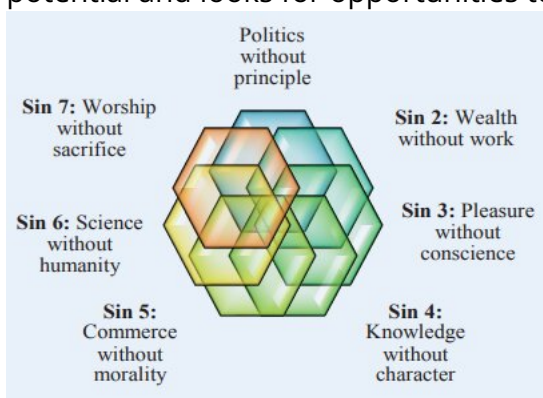 potential and looks for opportunities to
Politics
without
principle
Sin 7: Worship
without
sacrifice
Sin 2: Wealth
without work
Sin 6: Science
without
humanity
Sin 3: Pleasure
without
conscience
Sin 5:
Commerce
without
morality
Sin 4:
Knowledge
without
character